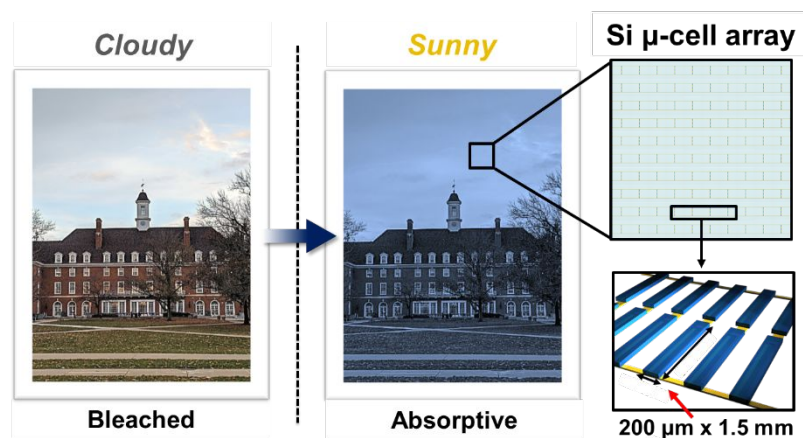 Cloudy
Sunny
Si µ-cell array
Bleached
Absorptive
200 µm x 1.5 mm